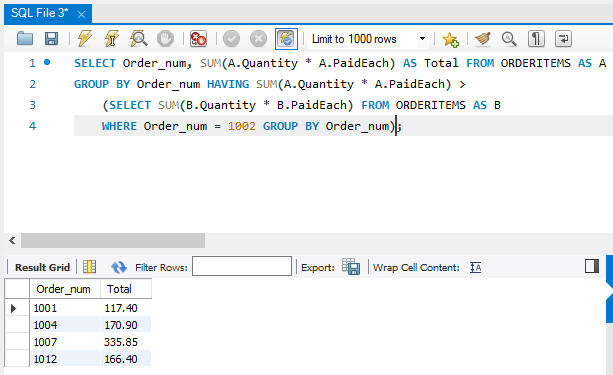 SQL File 3*
Limit to 1000 rows
1 SELECT Order_num, SUM(A.Quantity * A.PaidEach) AS Total FROM ORDERITEMS AS A
2 GROUP BY Order_num HAVING SUM(A.Quantity * A.PaidEach) >
3 (SELECT SUM(B.Quantity * B.PaidEach) FROM ORDERITEMS AS B
4 WHERE Order_num = 1002 GROUP BY Order_num);
Result Grid Filter Rows: Export: Wrap Cell Content:
Order_num Total
1001 117.40
1004 170.90
1007 335.85
1012 166.40